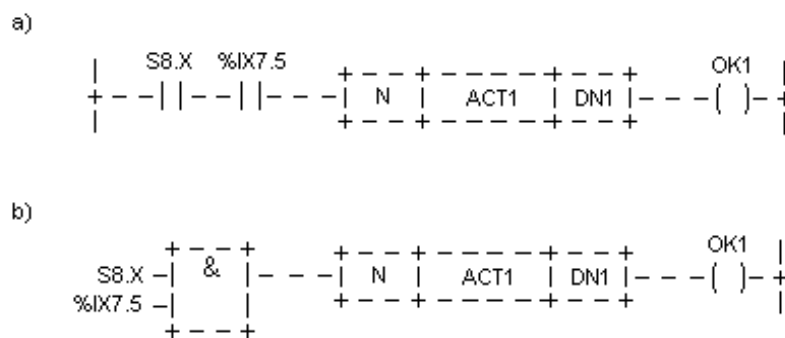 a)
S8.X %IX7.5 OK1
N ACT1 DN1
b)
OK1
&
S8.X N ACT1 DN1
%IX7.5